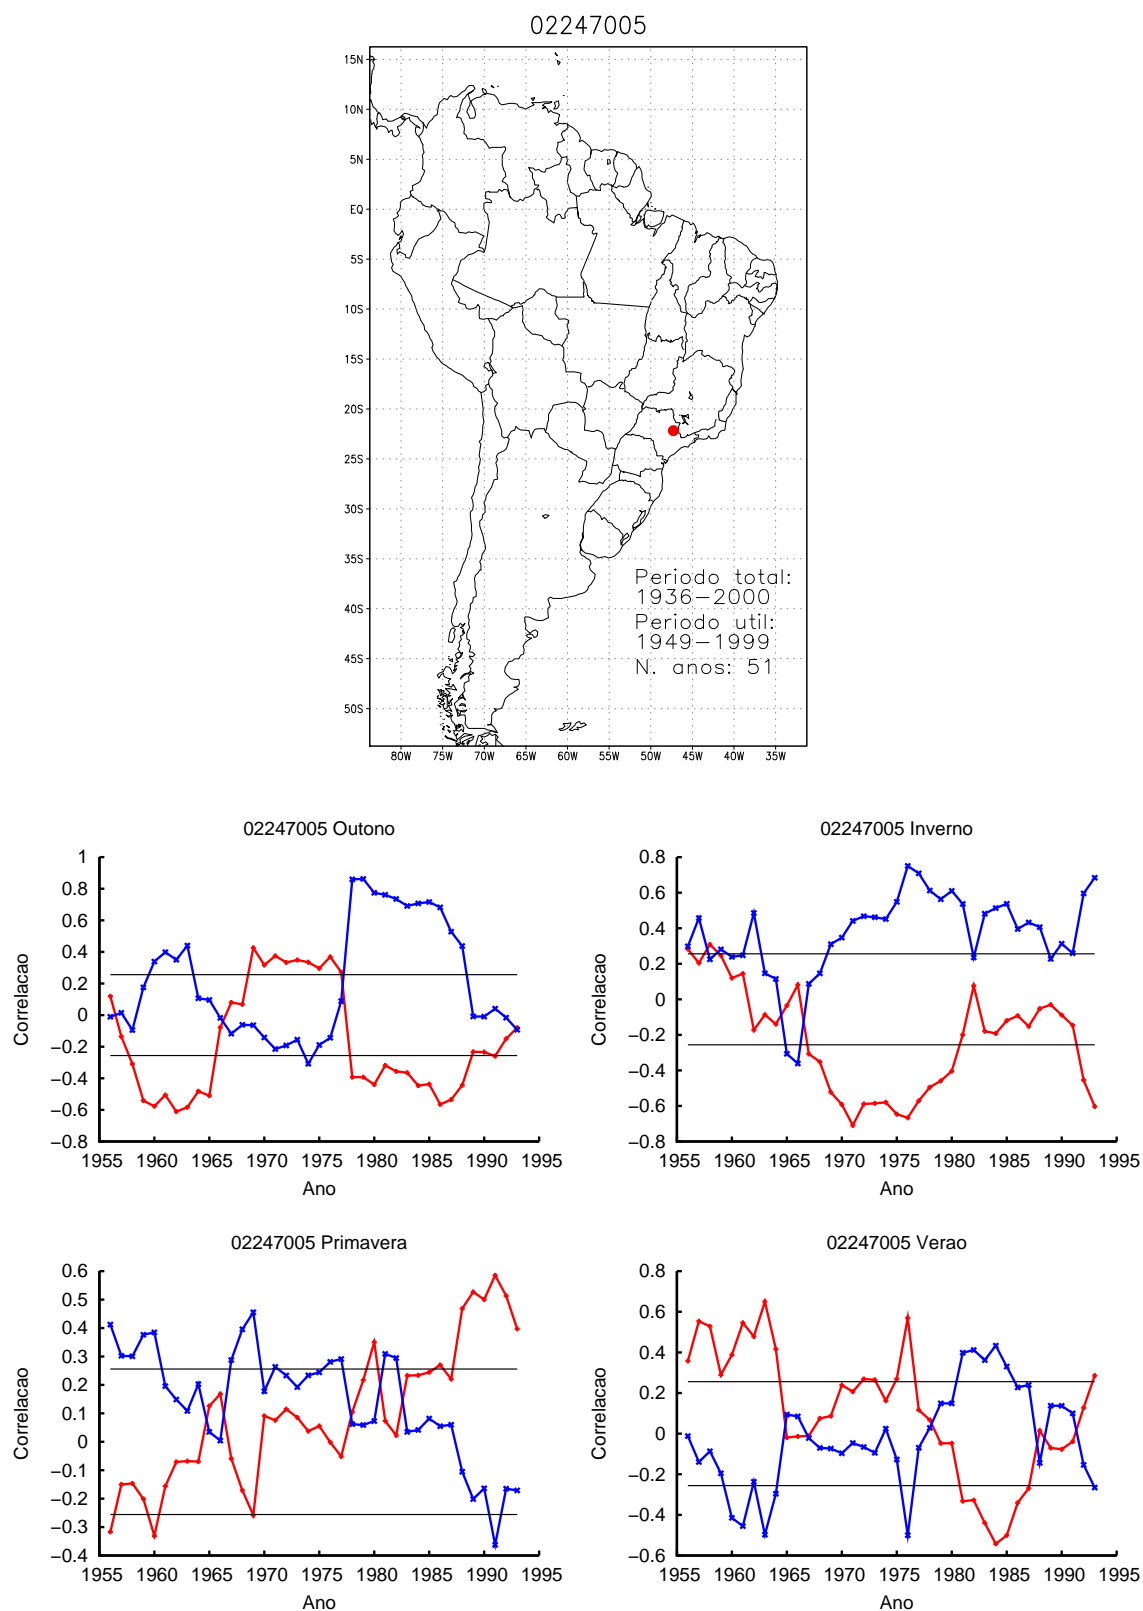 02247005
15N
10N
5N
EQ
5S
10S
15S
20S
25S
30S
35S
40S
45S
50S
80W 75W 70W 65W 60W 55W 50W 45W 40W 35W
Periodo total:
1936−2000
Periodo util:
1949−1999
N. anos: 51
02247005 Outono
Correlacao
1
0.8
0.6
0.4
0.2
0
−0.2
−0.4
−0.6
−0.8
1955 1960 1965 1970 1975 1980 1985 1990 1995
Ano
02247005 Inverno
Correlacao
0.8
0.6
0.4
0.2
0
−0.2
−0.4
−0.6
−0.8
1955 1960 1965 1970 1975 1980 1985 1990 1995
Ano
02247005 Primavera
Correlacao
0.6
0.5
0.4
0.3
0.2
0.1
0
−0.1
−0.2
−0.3
−0.4
1955 1960 1965 1970 1975 1980 1985 1990 1995
Ano
02247005 Verao
Correlacao
0.8
0.6
0.4
0.2
0
−0.2
−0.4
−0.6
1955 1960 1965 1970 1975 1980 1985 1990 1995
Ano